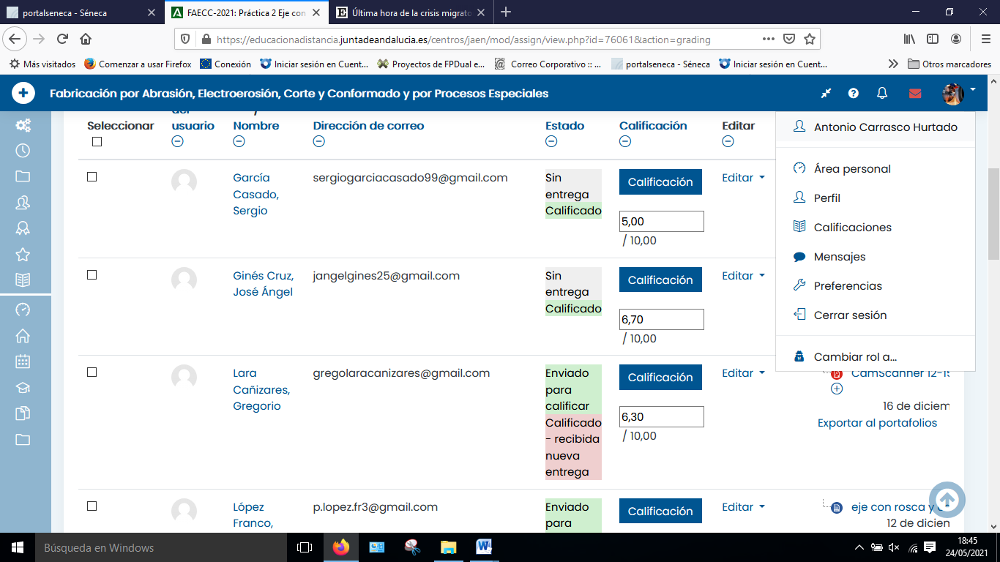 portalseneca - Séneca
FAECC-2021: Práctica 2 Eje con
Última hora de la crisis migrato
https://educacionadistancia.juntadeandalucia.es/centros/jaen/mod/assign/view.php?id=76061&action=grading
Más visitados
Comenzar a usar Firefox
Conexión
Iniciar sesión en Cuent...
Proyectos de FPDual e...
Correo Corporativo :: ...
portalseneca - Séneca
Iniciar sesión en Cuent...
Otros marcadores
Fabricación por Abrasión, Electroerosión, Corte y Conformado y por Procesos Especiales
Seleccionar
del
usuario
Nombre
Dirección de correo
Estado
Calificación
Editar
García
Casado,
Sergio
sergiogarciacasado99@gmail.com
Sin
entrega
Calificado
Calificación
5,00
/ 10,00
Editar
Ginés Cruz,
José Ángel
jangelgines25@gmail.com
Sin
entrega
Calificado
Calificación
6,70
/ 10,00
Editar
Lara
Cañizares,
Gregorio
gregolaracanizares@gmail.com
Enviado
para
calificar
Calificado
- recibida
nueva
entrega
Calificación
6,30
/ 10,00
Editar
CamScanner 12-15
16 de diciem
Exportar al portafolios
López
Franco,
p.lopez.fr3@gmail.com
Enviado
para
Calificación
Editar
eje con rosca y
12 de dicien
Antonio Carrasco Hurtado
Área personal
Perfil
Calificaciones
Mensajes
Preferencias
Cerrar sesión
Cambiar rol a...
Búsqueda en Windows
18:45
24/05/2021